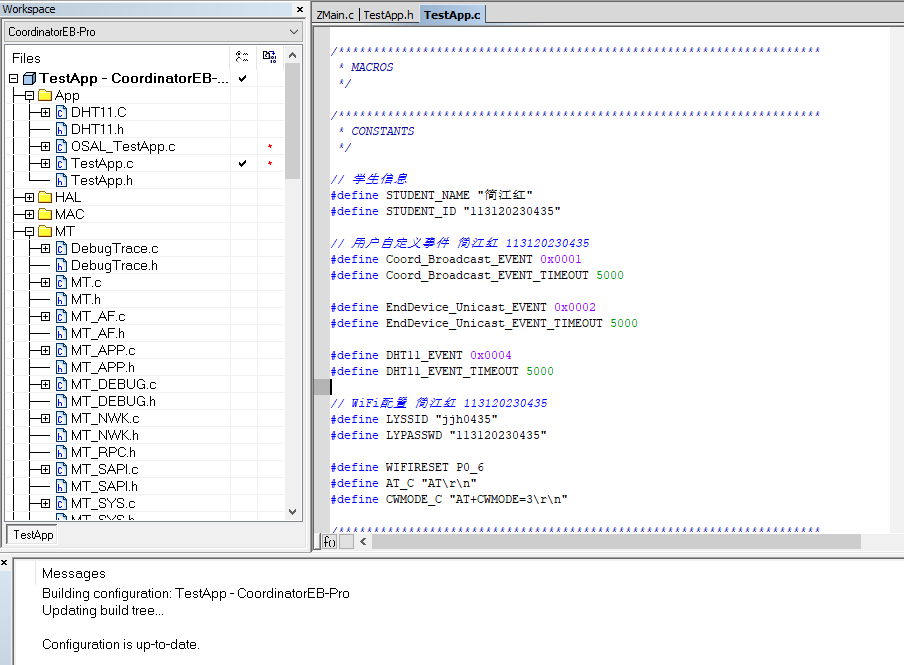 Workspace
CoordinatorEB-Pro
Files
TestApp - CoordinatorEB-...
App
DHT11.C
DHT11.h
OSAL_TestApp.c
TestApp.c
TestApp.h
HAL
MAC
MT
DebugTrace.c
DebugTrace.h
MT.c
MT.h
MT_AF.c
MT_AF.h
MT_APP.c
MT_APP.h
MT_DEBUG.c
MT_DEBUG.h
MT_NWK.c
MT_NWK.h
MT_RPC.h
MT_SAPI.c
MT_SAPI.h
MT_SYS.c
MT_SYS.h
TestApp
ZMain.c TestApp.h TestApp.c
/*********************************************************************
* MACROS
*/
/*********************************************************************
* CONSTANTS
*/
// 学生信息
#define STUDENT_NAME "简江红"
#define STUDENT_ID "113120230435"
// 用户自定义事件 简江红 113120230435
#define Coord_Broadcast_EVENT 0x0001
#define Coord_Broadcast_EVENT_TIMEOUT 5000
#define EndDevice_Unicast_EVENT 0x0002
#define EndDevice_Unicast_EVENT_TIMEOUT 5000
#define DHT11_EVENT 0x0004
#define DHT11_EVENT_TIMEOUT 5000
// WiFi配置 简江红 113120230435
#define LYSSID "jjh0435"
#define LYPASSWD "113120230435"
#define WIFIRESET P0_6
#define AT_C "AT\r\n"
#define CWMODE_C "AT+CWMODE=3\r\n"
/*********************************************************************
f()
Messages
Building configuration: TestApp - CoordinatorEB-Pro
Updating build tree...
Configuration is up-to-date.